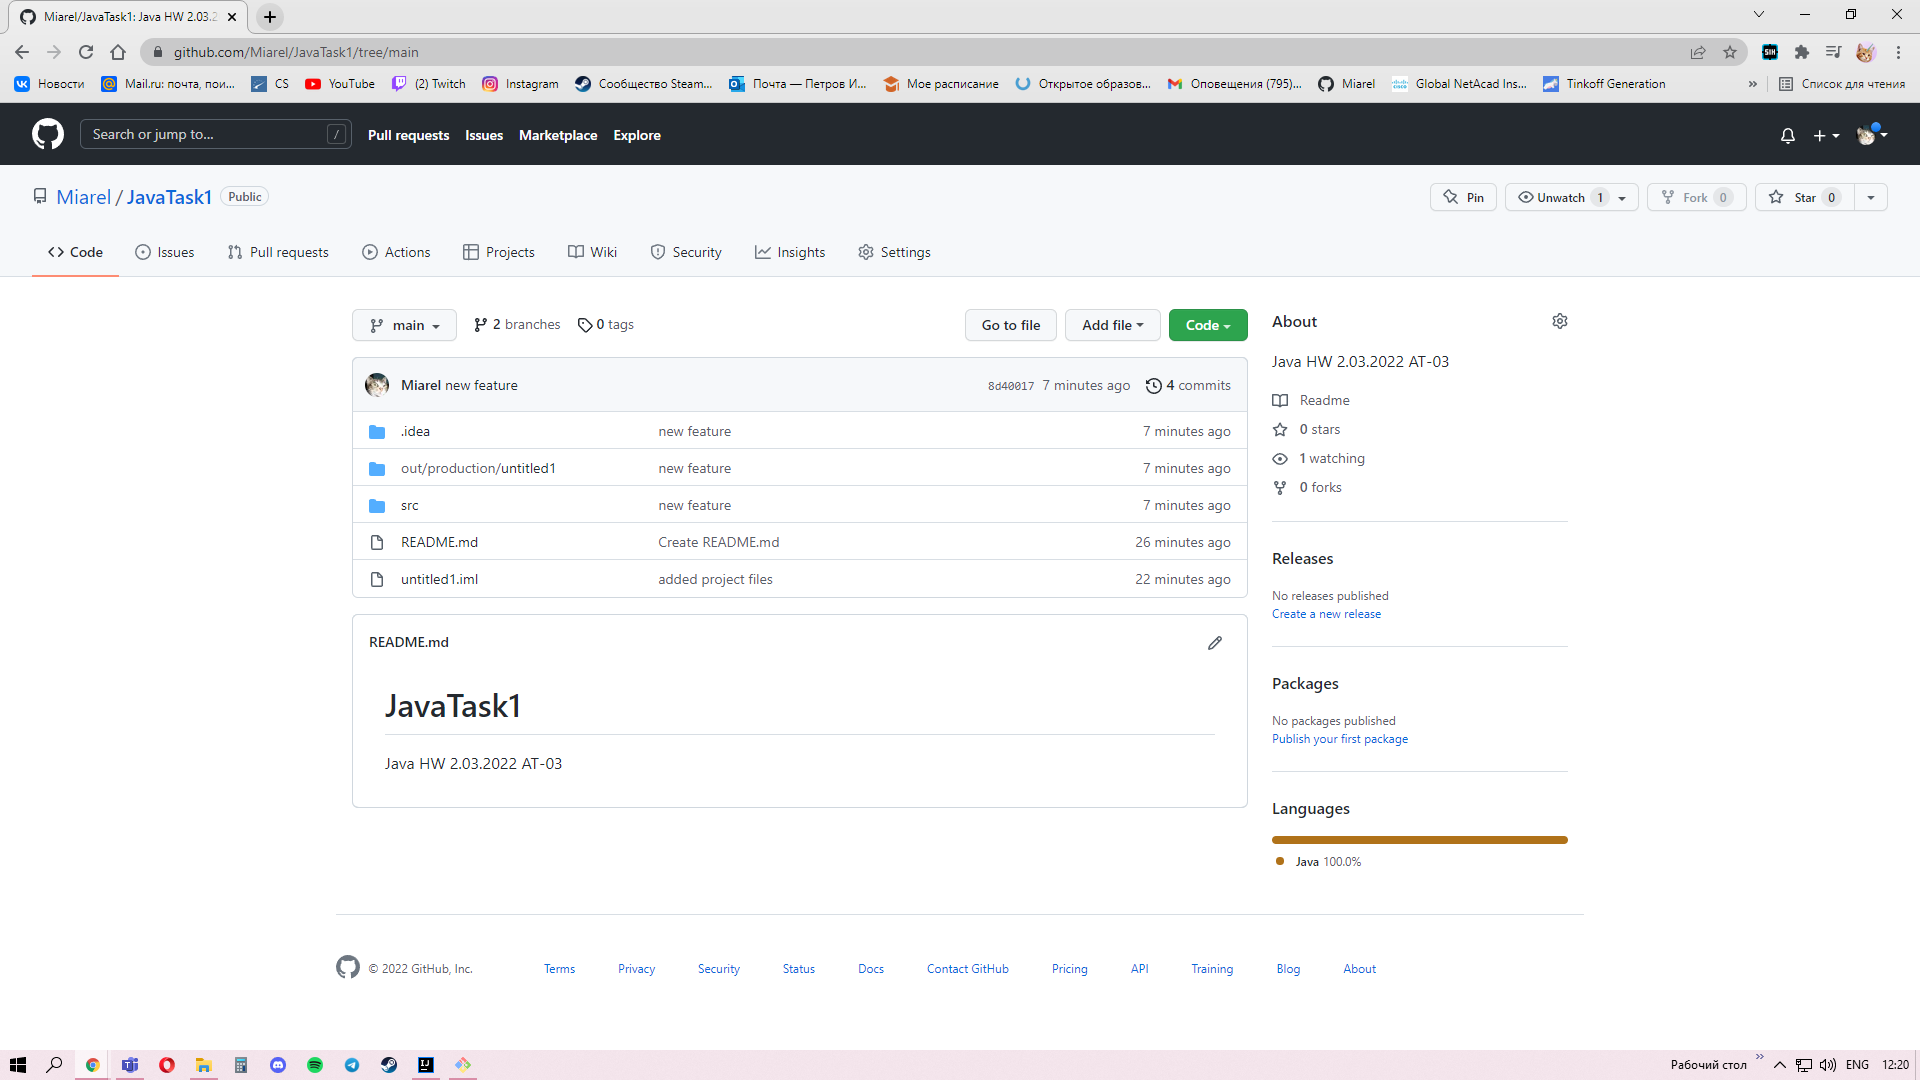 Miarel/JavaTask1: Java HW 2.03.2
github.com/Miarel/JavaTask1/tree/main
SIH
Новости Mail.ru: почта, пои... CS YouTube (2) Twitch Instagram Сообщество Steam... Почта — Петров И... Мое расписание Открытое образов... Оповещения (795)... Miarel Global NetAcad Ins... Tinkoff Generation » Список для чтения
Search or jump to... / Pull requests Issues Marketplace Explore
Miarel / JavaTask1 Public Pin Unwatch 1 Fork 0 Star 0
Code Issues Pull requests Actions Projects Wiki Security Insights Settings
main 2 branches 0 tags Go to file Add file Code
Miarel new feature 8d40017 7 minutes ago 4 commits
.idea new feature 7 minutes ago
out/production/untitled1 new feature 7 minutes ago
src new feature 7 minutes ago
README.md Create README.md 26 minutes ago
untitled1.iml added project files 22 minutes ago
README.md
JavaTask1
Java HW 2.03.2022 AT-03
About
Java HW 2.03.2022 AT-03
Readme
0 stars
1 watching
0 forks
Releases
No releases published
Create a new release
Packages
No packages published
Publish your first package
Languages
Java 100.0%
© 2022 GitHub, Inc. Terms Privacy Security Status Docs Contact GitHub Pricing API Training Blog About
Рабочий стол » ENG 12:20